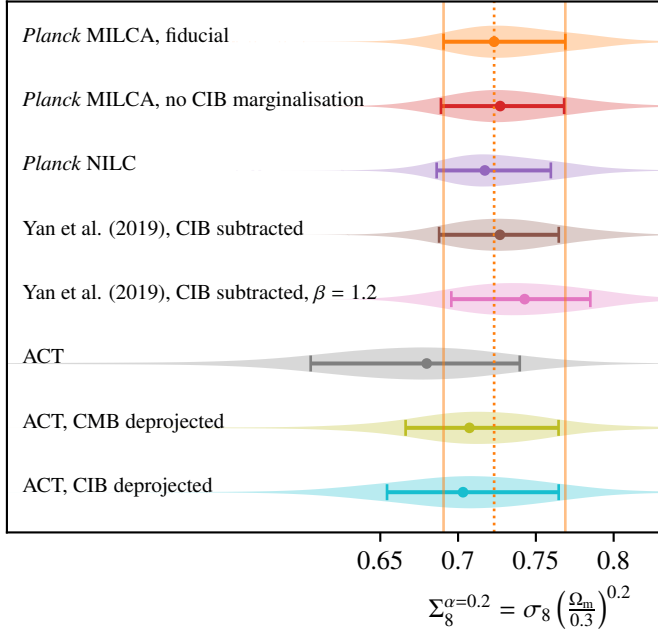 Planck MILCA, fiducial
Planck MILCA, no CIB marginalisation
Planck NILC
Yan et al. (2019), CIB subtracted
Yan et al. (2019), CIB subtracted, β = 1.2
ACT
ACT, CMB deprojected
ACT, CIB deprojected
0.65 0.7 0.75 0.8
Σ₈^{α=0.2} = σ₈ (Ωₘ/0.3)^{0.2}